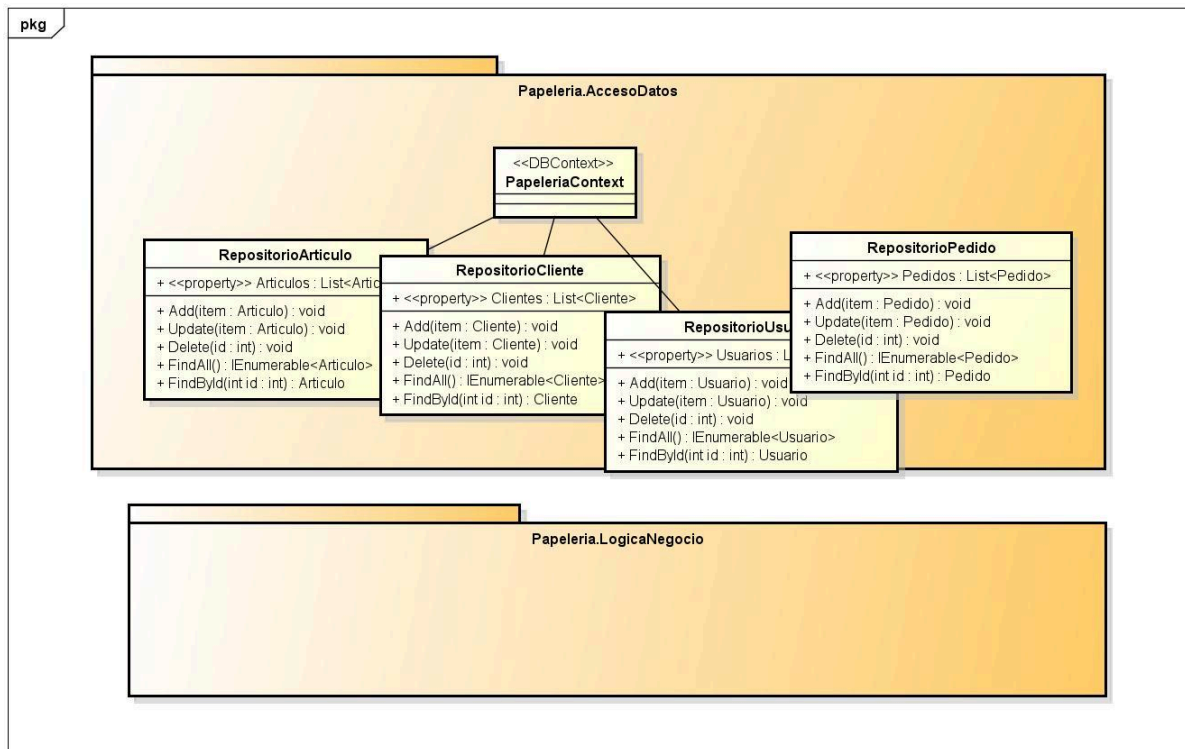 pkg
Papeleria.AccesoDatos
<<DBContext>>
PapeleriaContext
RepositorioArticulo
+ <<property>> Articulos : List<Artic
+ Add(item : Articulo) : void
+ Update(item : Articulo) : void
+ Delete(id : int) : void
+ FindAll() : IEnumerable<Articulo>
+ FindById(int id : int) : Articulo
RepositorioCliente
+ <<property>> Clientes : List<Cliente>
+ Add(item : Cliente) : void
+ Update(item : Cliente) : void
+ Delete(id : int) : void
+ FindAll() : IEnumerable<Cliente>
+ FindById(int id : int) : Cliente
RepositorioUsu
+ <<property>> Usuarios : Li
+ Add(item : Usuario) : void
+ Update(item : Usuario) : void
+ Delete(id : int) : void
+ FindAll() : IEnumerable<Usuario>
+ FindById(int id : int) : Usuario
RepositorioPedido
+ <<property>> Pedidos : List<Pedido>
+ Add(item : Pedido) : void
+ Update(item : Pedido) : void
+ Delete(id : int) : void
+ FindAll() : IEnumerable<Pedido>
+ FindById(int id : int) : Pedido
Papeleria.LogicaNegocio